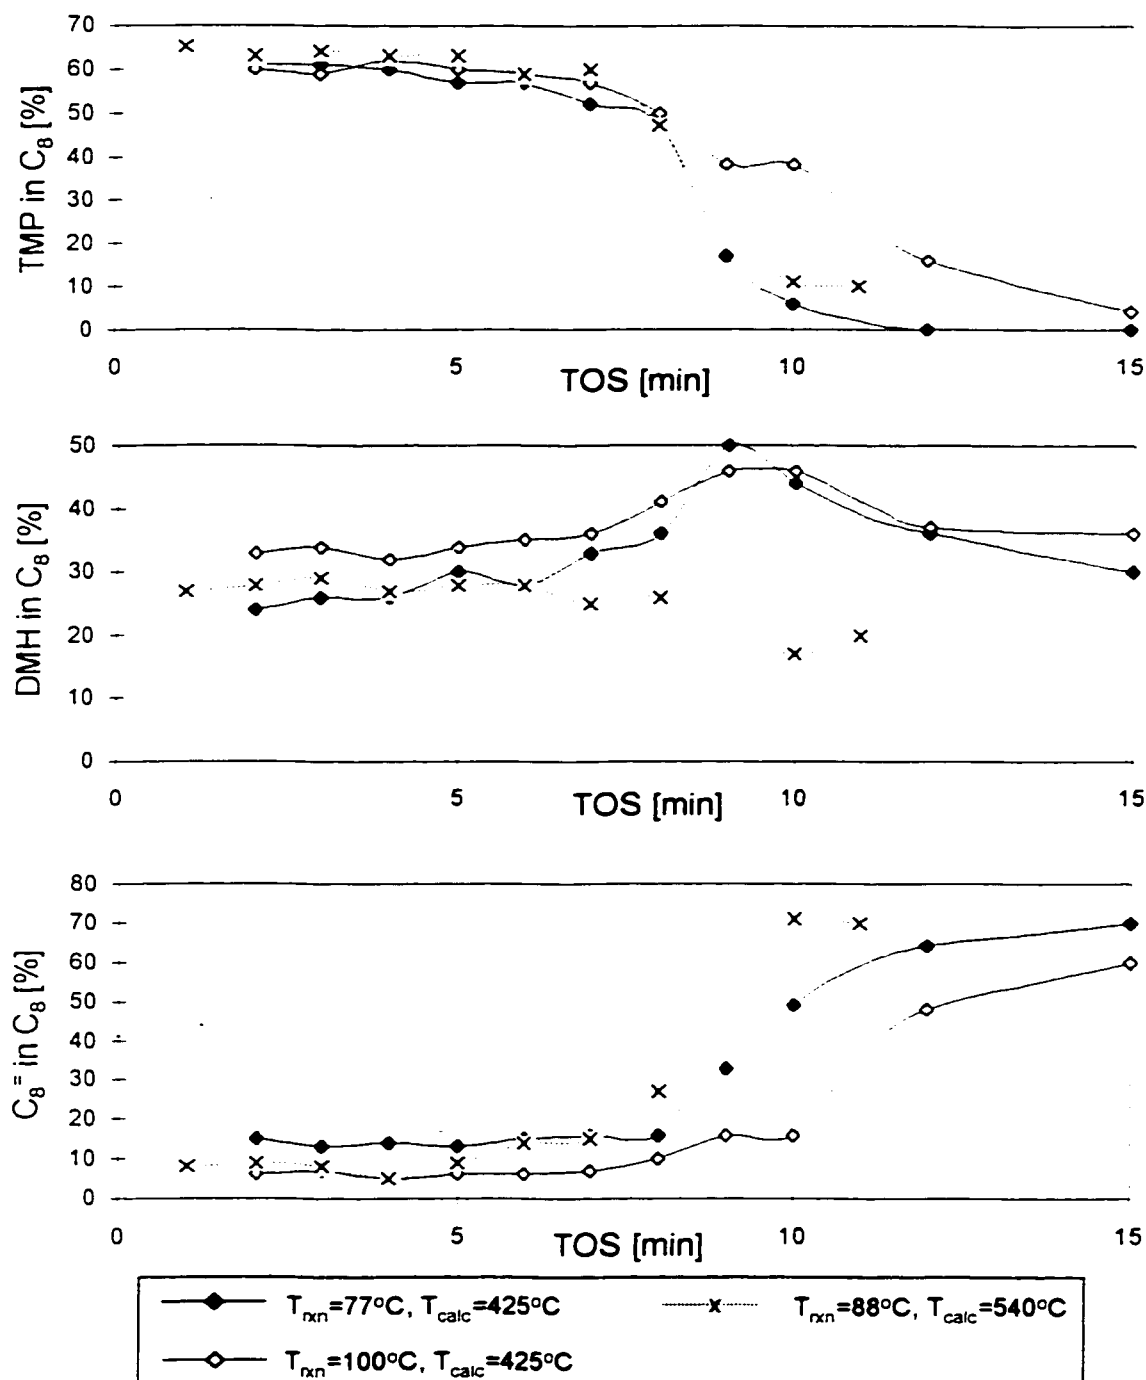 TMP in C8 [%]
70
60
50
40
30
20
10
0
0 5 10 15
TOS [min]
DMH in C8 [%]
50
40
30
20
10
0
0 5 10 15
TOS [min]
C8= in C8 [%]
80
70
60
50
40
30
20
10
0
0 5 10 15
TOS [min]
Trxn=77°C, Tcalc=425°C
Trxn=88°C, Tcalc=540°C
Trxn=100°C, Tcalc=425°C